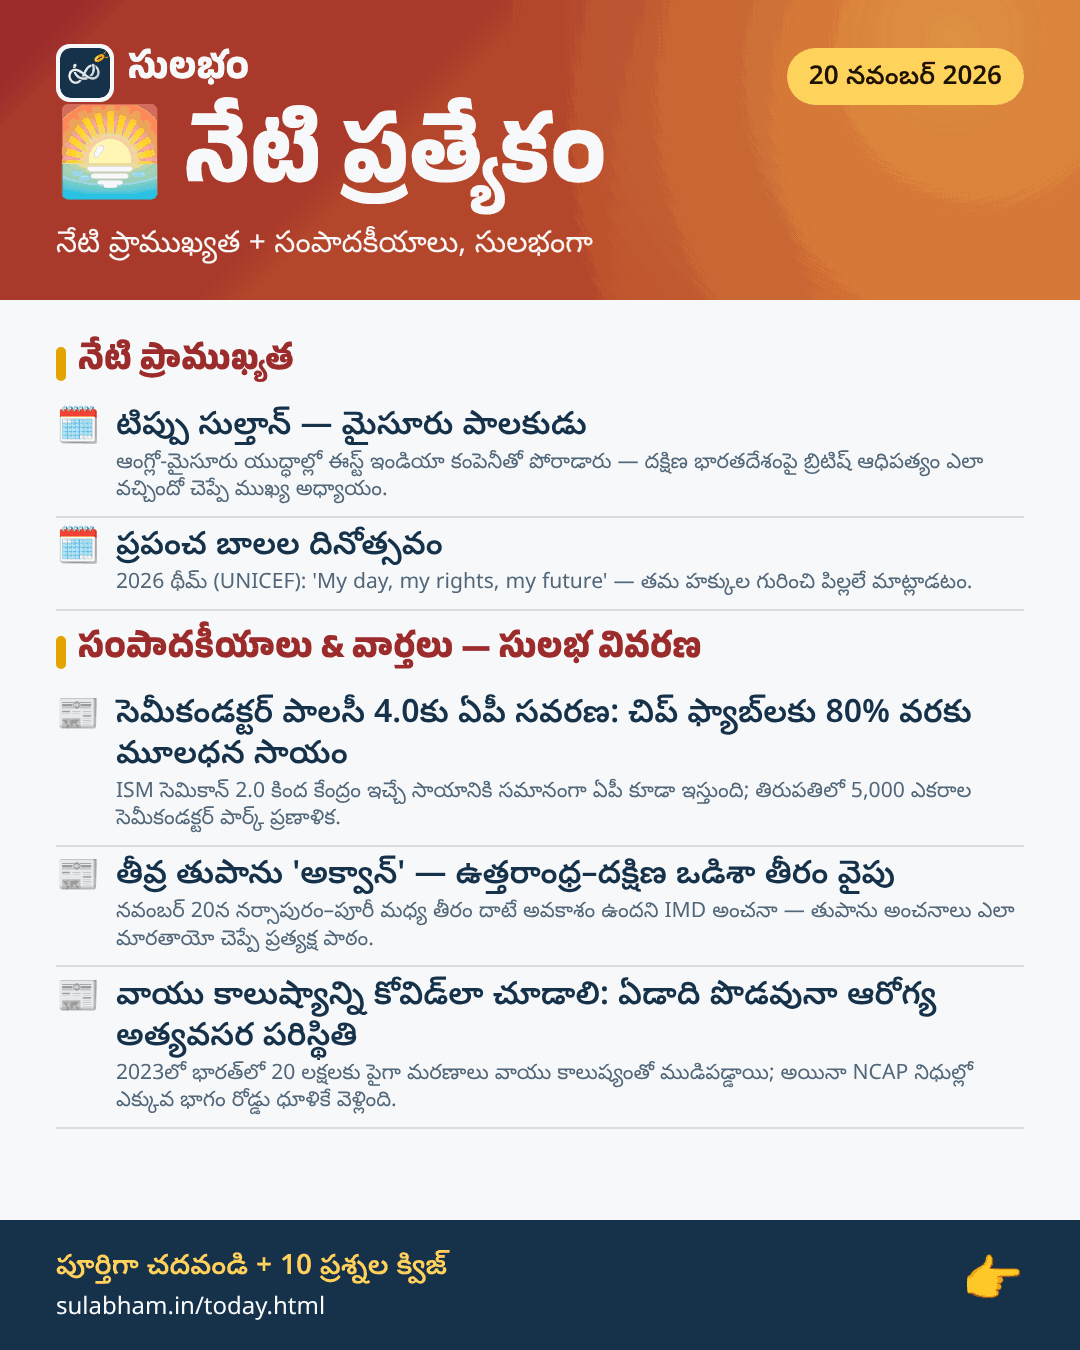 సులభం
20 నవంబర్ 2026
నేటి ప్రత్యేకం
నేటి ప్రాముఖ్యత + సంపాదకీయాలు, సులభంగా
నేటి ప్రాముఖ్యత
టిప్పు సుల్తాన్ — మైసూరు పాలకుడు
ఆంగ్లో-మైసూరు యుద్ధాల్లో ఈస్ట్ ఇండియా కంపెనీతో పోరాడారు — దక్షిణ భారతదేశంపై బ్రిటిష్ ఆధిపత్యం ఎలా
వచ్చిందో చెప్పే ముఖ్య అధ్యాయం.
ప్రపంచ బాలల దినోత్సవం
2026 థీమ్ (UNICEF): 'My day, my rights, my future' — తమ హక్కుల గురించి పిల్లలే మాట్లాడటం.
సంపాదకీయాలు & వార్తలు — సులభ వివరణ
సెమీకండక్టర్ పాలసీ 4.0కు ఏపీ సవరణ: చిప్ ఫ్యాబ్‌లకు 80% వరకు
మూలధన సాయం
ISM సెమికాన్ 2.0 కింద కేంద్రం ఇచ్చే సాయానికి సమానంగా ఏపీ కూడా ఇస్తుంది; తిరుపతిలో 5,000 ఎకరాల
సెమీకండక్టర్ పార్క్ ప్రణాళిక.
తీవ్ర తుపాను 'అక్వాన్' — ఉత్తరాంధ్ర–దక్షిణ ఒడిశా తీరం వైపు
నవంబర్ 20న నర్సాపురం–పూరీ మధ్య తీరం దాటే అవకాశం ఉందని IMD అంచనా — తుపాను అంచనాలు ఎలా
మారతాయో చెప్పే ప్రత్యక్ష పాఠం.
వాయు కాలుష్యాన్ని కోవిడ్‌లా చూడాలి: ఏడాది పొడవునా ఆరోగ్య
అత్యవసర పరిస్థితి
2023లో భారత్‌లో 20 లక్షలకు పైగా మరణాలు వాయు కాలుష్యంతో ముడిపడ్డాయి; అయినా NCAP నిధుల్లో
ఎక్కువ భాగం రోడ్డు ధూళికే వెళ్లింది.
పూర్తిగా చదవండి + 10 ప్రశ్నల క్విజ్
sulabham.in/today.html